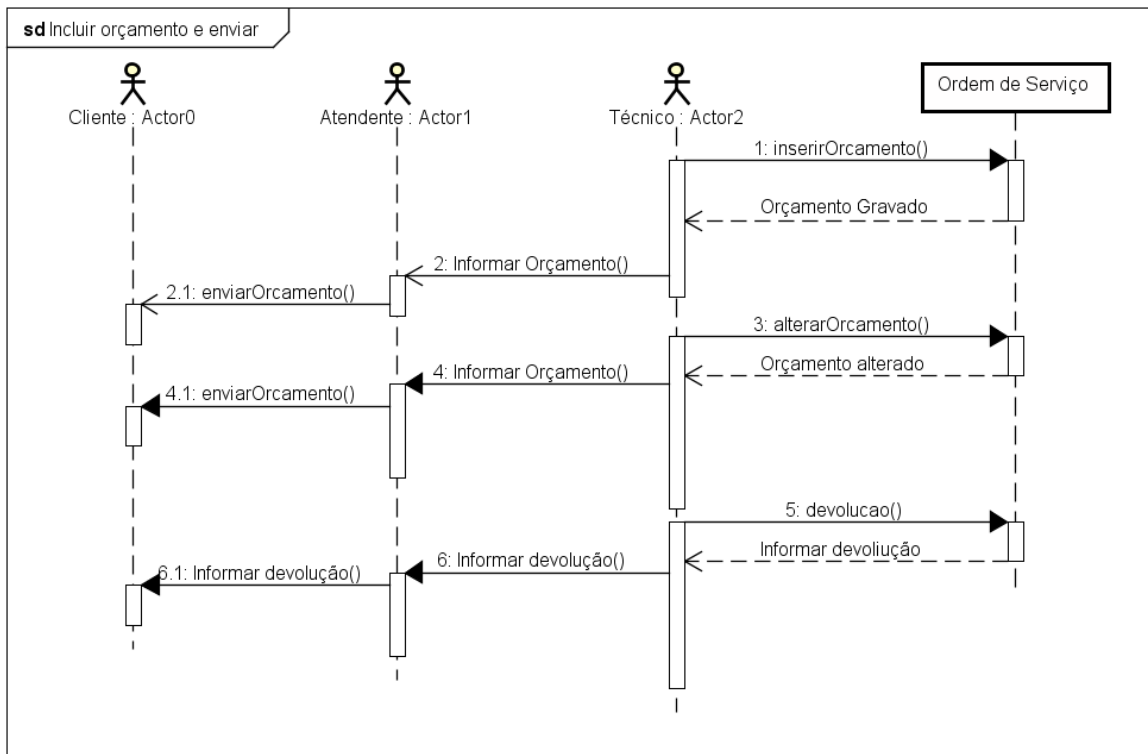 sd Incluir orçamento e enviar
Cliente : Actor0
Atendente : Actor1
Técnico : Actor2
Ordem de Serviço
1: inserirOrcamento()
Orçamento Gravado
2: Informar Orçamento()
2.1: enviarOrcamento()
3: alterarOrcamento()
Orçamento alterado
4: Informar Orçamento()
4.1: enviarOrcamento()
5: devolucao()
Informar devoliução
6: Informar devolução()
6.1: Informar devolução()